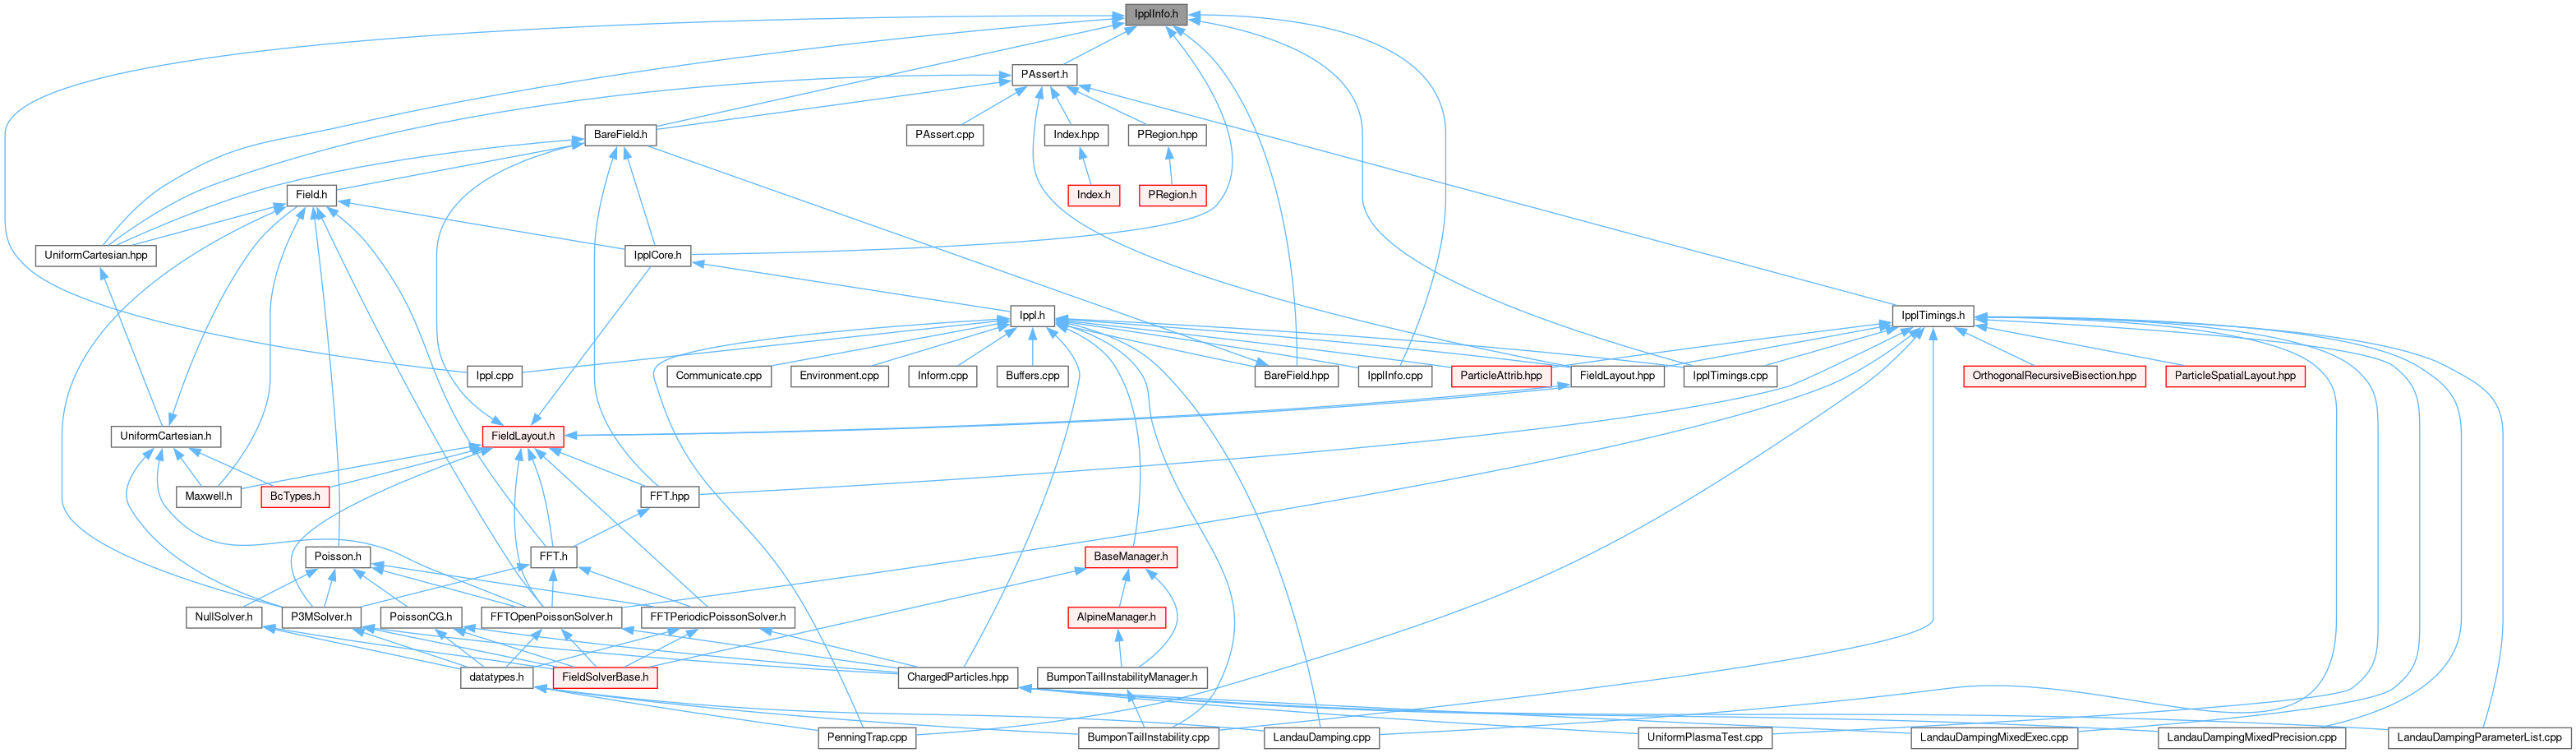 IpplInfo.h
PAssert.h
BareField.h
PAssert.cpp
Index.hpp
PRegion.hpp
Field.h
Index.h
PRegion.h
UniformCartesian.hpp
IpplCore.h
Ippl.h
IpplTimings.h
Ippl.cpp
Communicate.cpp
Environment.cpp
Inform.cpp
Buffers.cpp
BareField.hpp
IpplInfo.cpp
ParticleAttrib.hpp
FieldLayout.hpp
IpplTimings.cpp
OrthogonalRecursiveBisection.hpp
ParticleSpatialLayout.hpp
UniformCartesian.h
FieldLayout.h
Maxwell.h
BcTypes.h
FFT.hpp
Poisson.h
FFT.h
BaseManager.h
NullSolver.h
P3MSolver.h
PoissonCG.h
FFTOpenPoissonSolver.h
FFTPeriodicPoissonSolver.h
AlpineManager.h
datatypes.h
FieldSolverBase.h
ChargedParticles.hpp
BumponTailInstabilityManager.h
PenningTrap.cpp
BumponTailInstability.cpp
LandauDamping.cpp
UniformPlasmaTest.cpp
LandauDampingMixedExec.cpp
LandauDampingMixedPrecision.cpp
LandauDampingParameterList.cpp